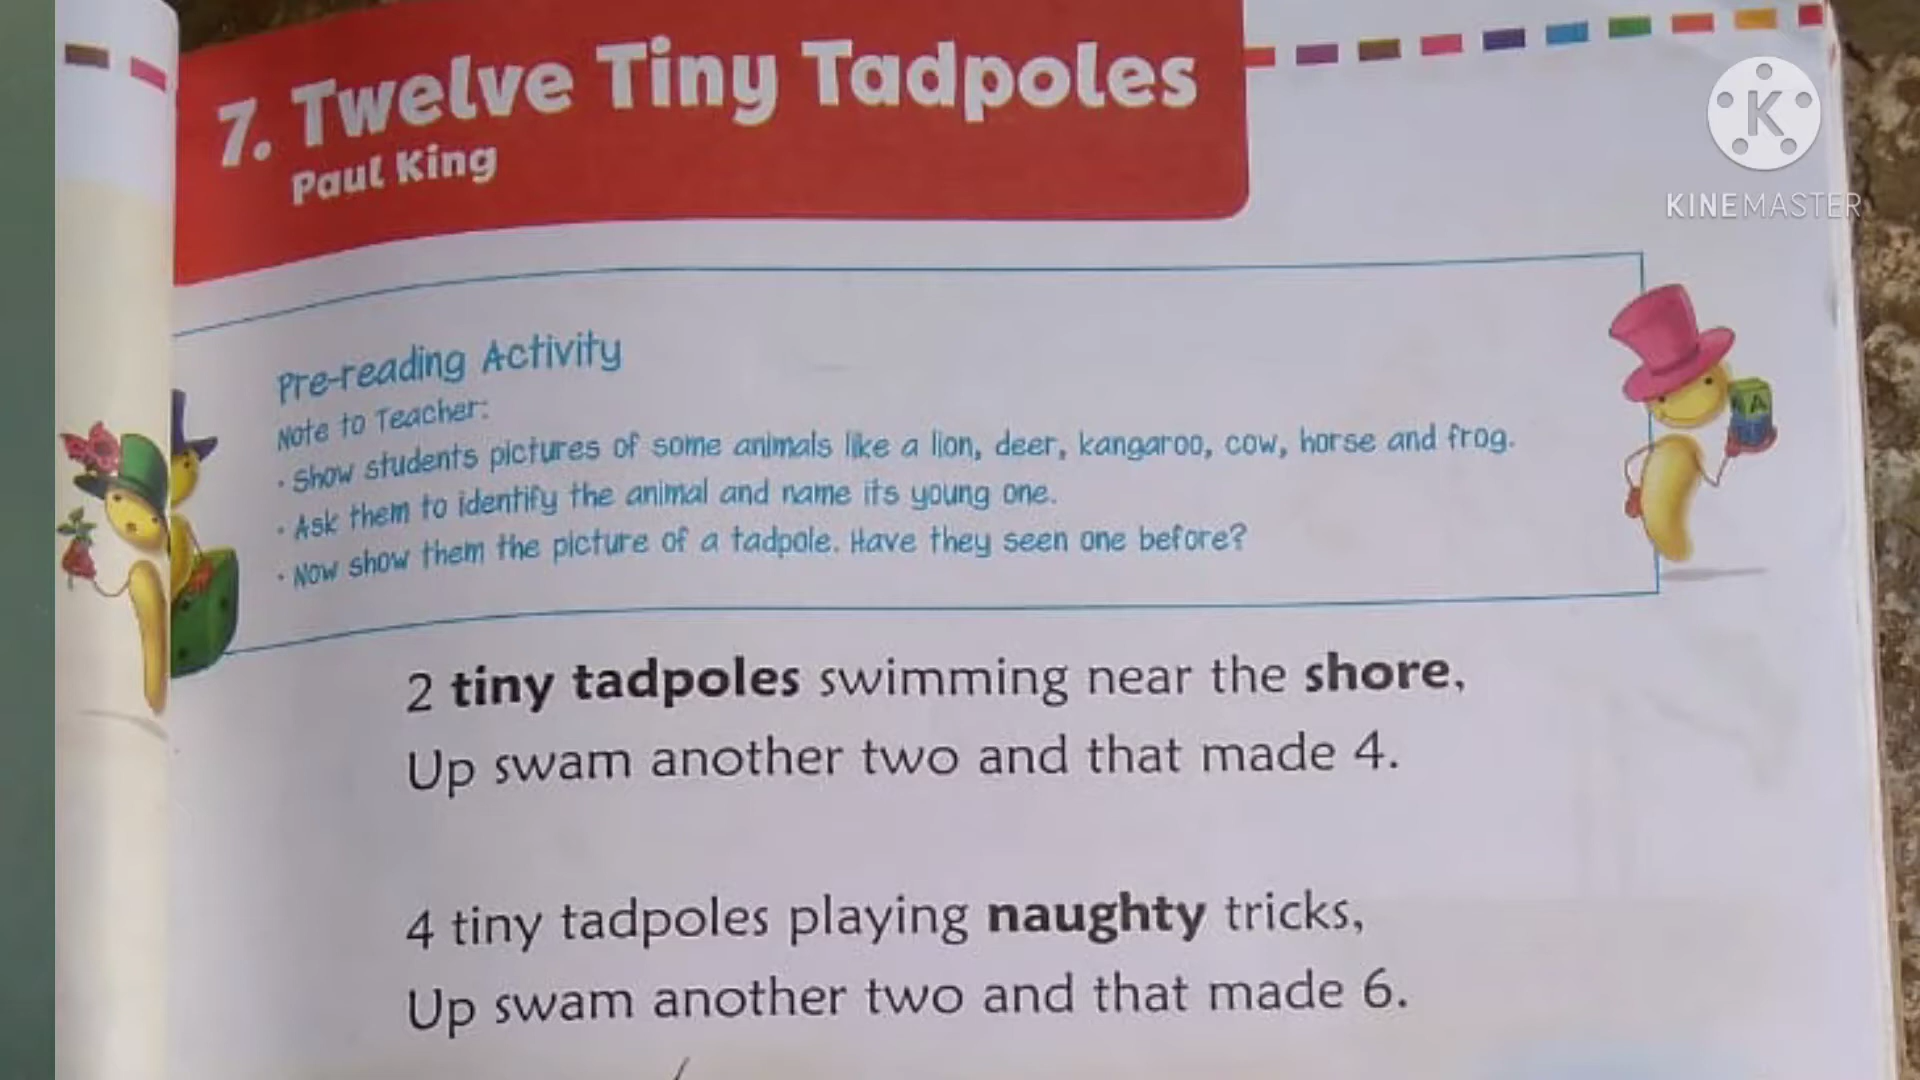 7. Twelve Tiny Tadpoles
Paul King
K
KINEMASTER
Pre-reading Activity
Note to Teacher:
• Show students pictures of some animals like a lion, deer, kangaroo, cow, horse and frog.
• Ask them to identify the animal and name its young one.
• Now show them the picture of a tadpole. Have they seen one before?
A
2 tiny tadpoles swimming near the shore,
Up swam another two and that made 4.
4 tiny tadpoles playing naughty tricks,
Up swam another two and that made 6.